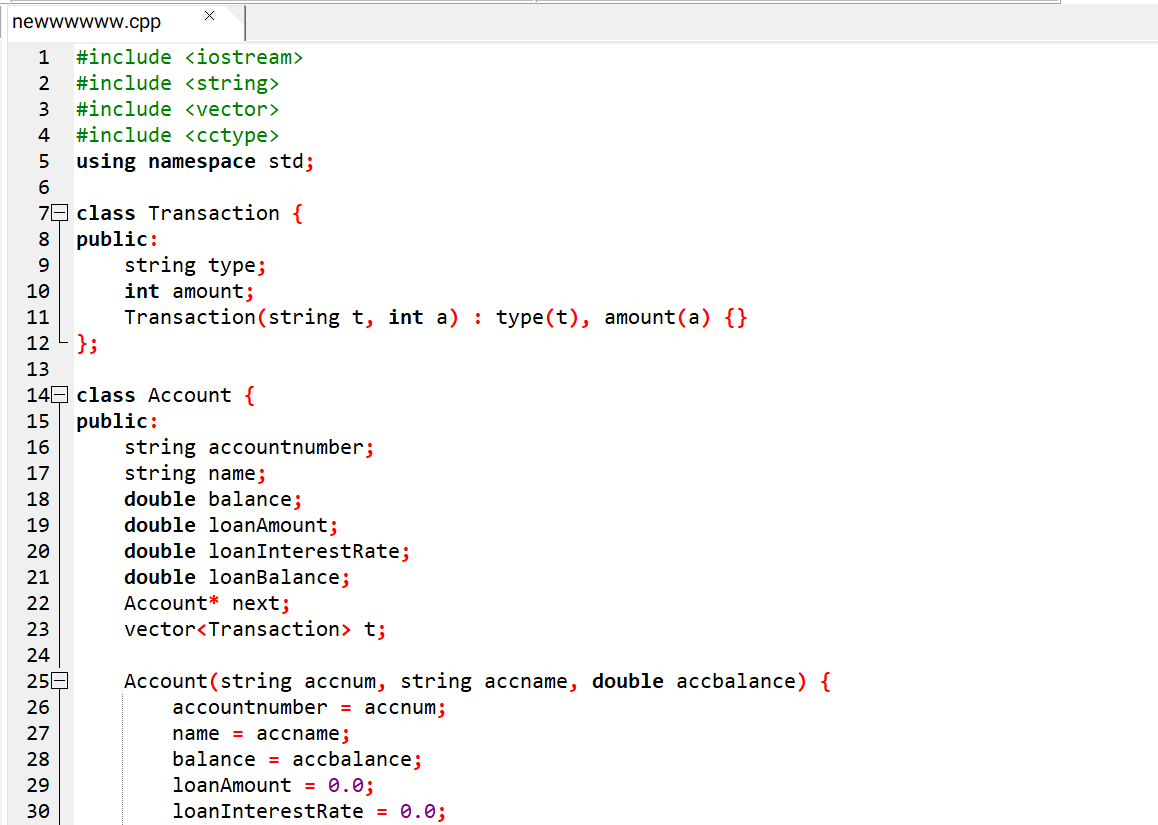 newwwwww.cpp
1 #include <iostream>
2 #include <string>
3 #include <vector>
4 #include <cctype>
5 using namespace std;
6
7 class Transaction {
8 public:
9     string type;
10     int amount;
11     Transaction(string t, int a) : type(t), amount(a) {}
12 };
13
14 class Account {
15 public:
16     string accountnumber;
17     string name;
18     double balance;
19     double loanAmount;
20     double loanInterestRate;
21     double loanBalance;
22     Account* next;
23     vector<Transaction> t;
24
25     Account(string accnum, string accname, double accbalance) {
26         accountnumber = accnum;
27         name = accname;
28         balance = accbalance;
29         loanAmount = 0.0;
30         loanInterestRate = 0.0;